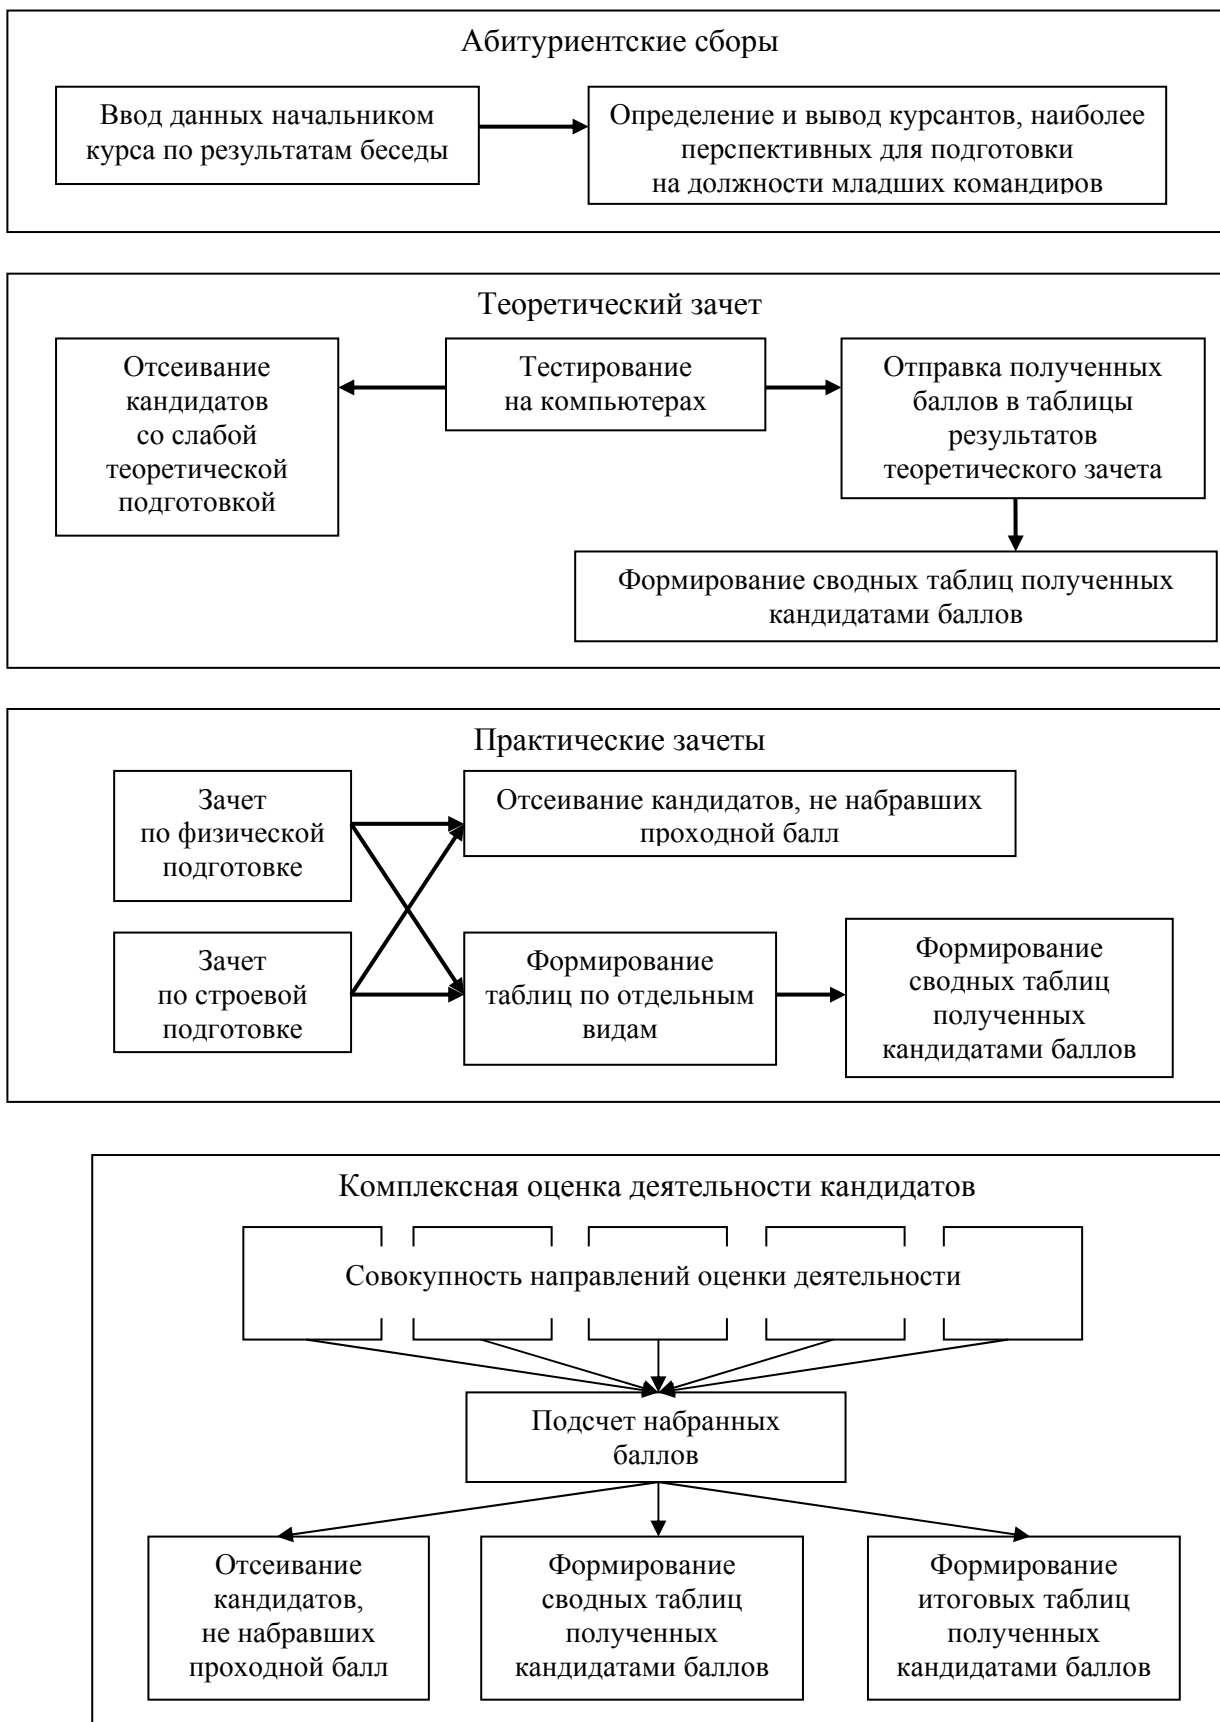 Абитуриентские сборы
Ввод данных начальником
курса по результатам беседы
Определение и вывод курсантов, наиболее
перспективных для подготовки
на должности младших командиров
Теоретический зачет
Отсеивание
кандидатов
со слабой
теоретической
подготовкой
Тестирование
на компьютерах
Отправка полученных
баллов в таблицы
результатов
теоретического зачета
Формирование сводных таблиц полученных
кандидатами баллов
Практические зачеты
Зачет
по физической
подготовке
Отсеивание кандидатов, не набравших
проходной балл
Зачет
по строевой
подготовке
Формирование
таблиц по отдельным
видам
Формирование
сводных таблиц
полученных
кандидатами баллов
Комплексная оценка деятельности кандидатов
Совокупность направлений оценки деятельности
Подсчет набранных
баллов
Отсеивание
кандидатов,
не набравших
проходной балл
Формирование
сводных таблиц
полученных
кандидатами баллов
Формирование
итоговых таблиц
полученных
кандидатами баллов